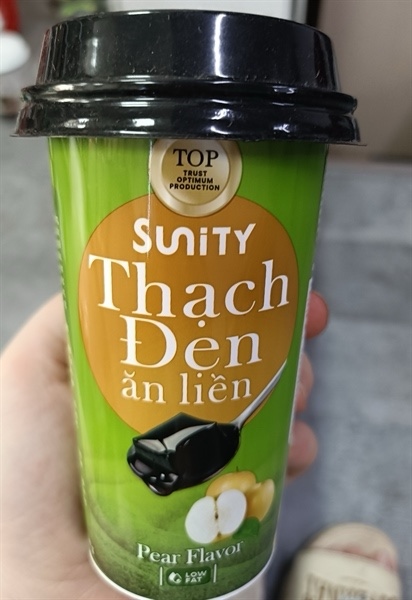 TOP
TRUST
OPTIMUM
PRODUCTION
SUNiTY
Thạch
Đen
ăn liền
Pear Flavor
LOW
FAT